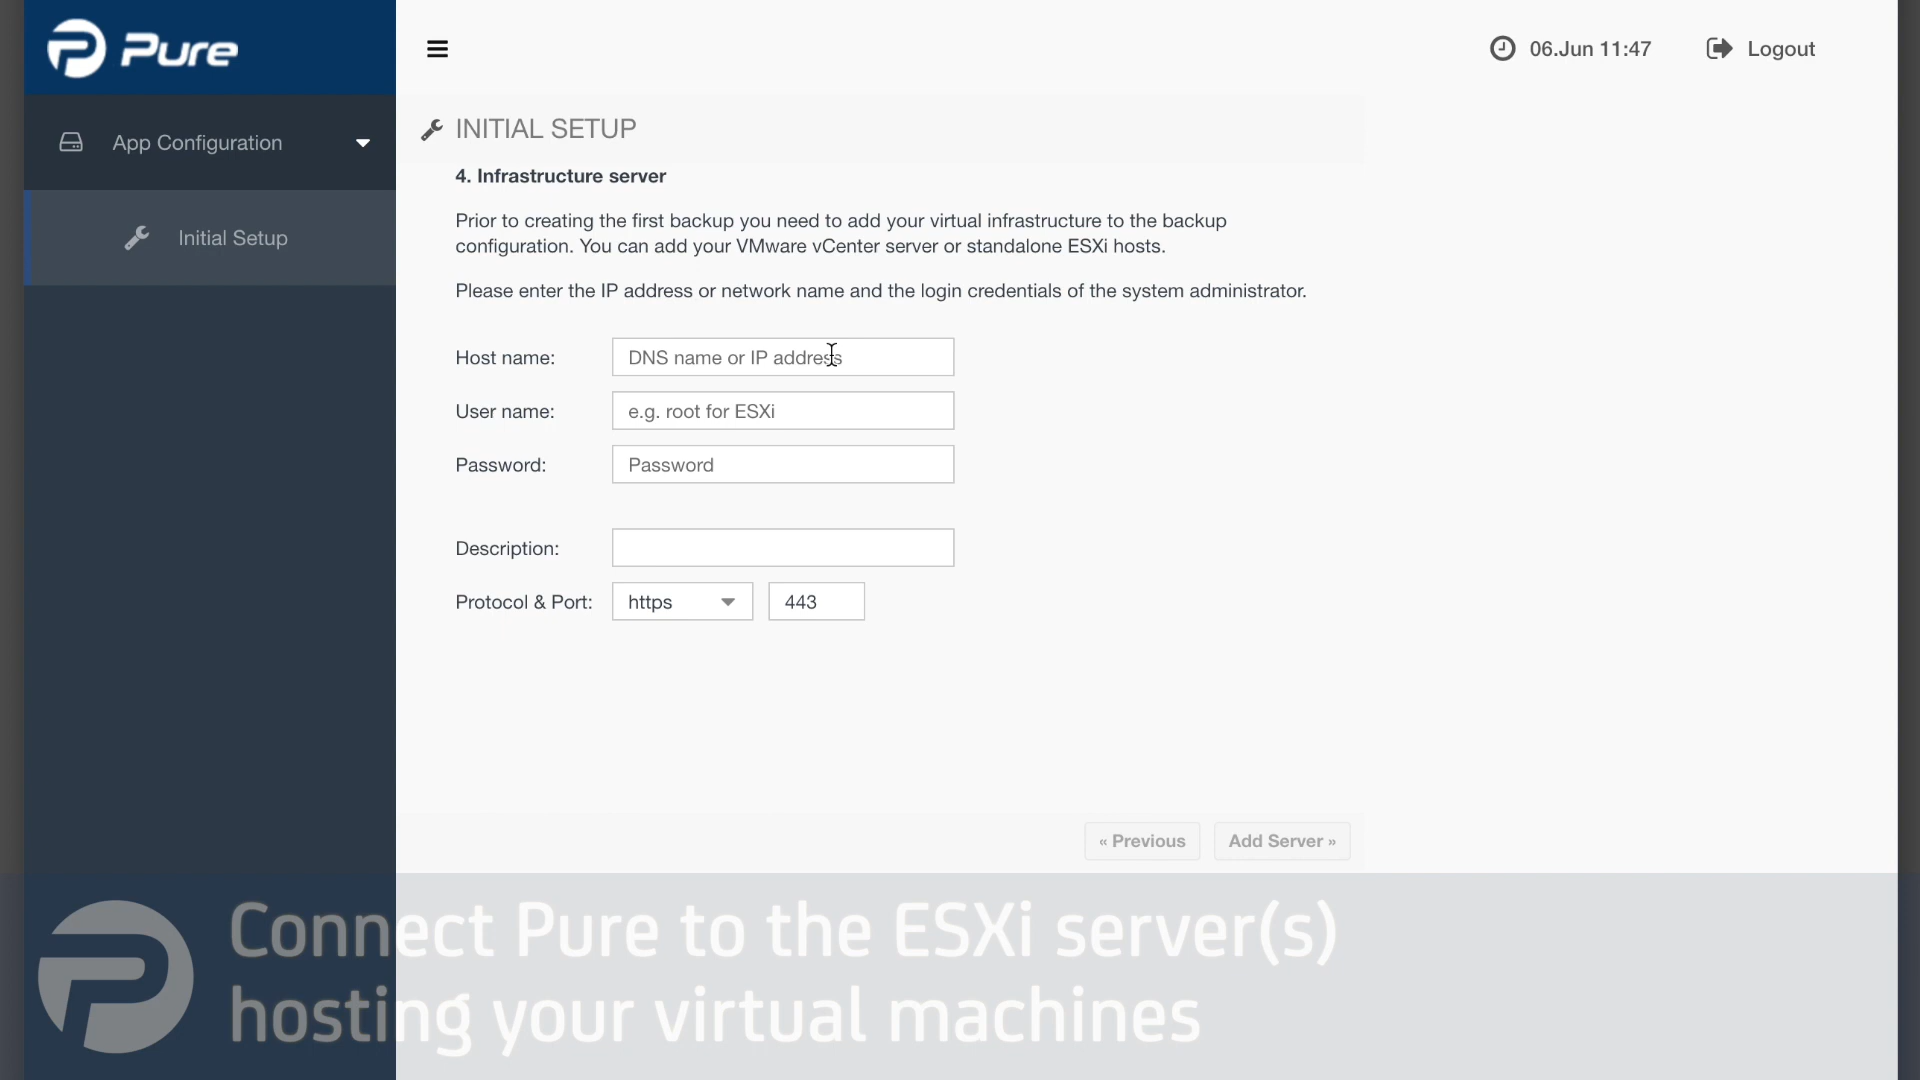 Pure
06.Jun 11:47
Logout
App Configuration
Initial Setup
INITIAL SETUP
4. Infrastructure server
Prior to creating the first backup you need to add your virtual infrastructure to the backup
configuration. You can add your VMware vCenter server or standalone ESXi hosts.
Please enter the IP address or network name and the login credentials of the system administrator.
Host name: DNS name or IP address
User name: e.g. root for ESXi
Password: Password
Description:
Protocol & Port: https 443
« Previous
Add Server »
Connect Pure to the ESXi server(s)
hosting your virtual machines